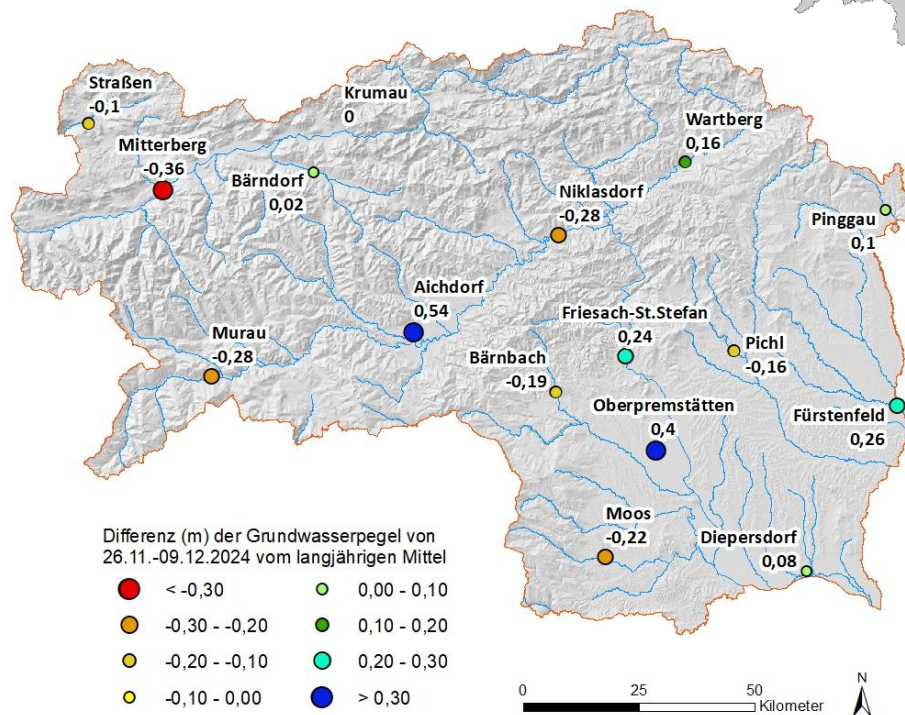 Straßen
-0,1
Krumau
0
Mitterberg
-0,36
Wartberg
0,16
Bärndorf
0,02
Niklasdorf
-0,28
Pinggau
0,1
Aichdorf
0,54
Friesach-St.Stefan
0,24
Murau
-0,28
Pichl
-0,16
Bärnbach
-0,19
Oberpremstätten
0,4
Fürstenfeld
0,26
Moos
-0,22
Diepersdorf
0,08
Differenz (m) der Grundwasserpegel von
26.11.-09.12.2024 vom langjährigen Mittel
< -0,30
-0,30 - -0,20
-0,20 - -0,10
-0,10 - 0,00
0,00 - 0,10
0,10 - 0,20
0,20 - 0,30
> 0,30
0 25 50
Kilometer
N